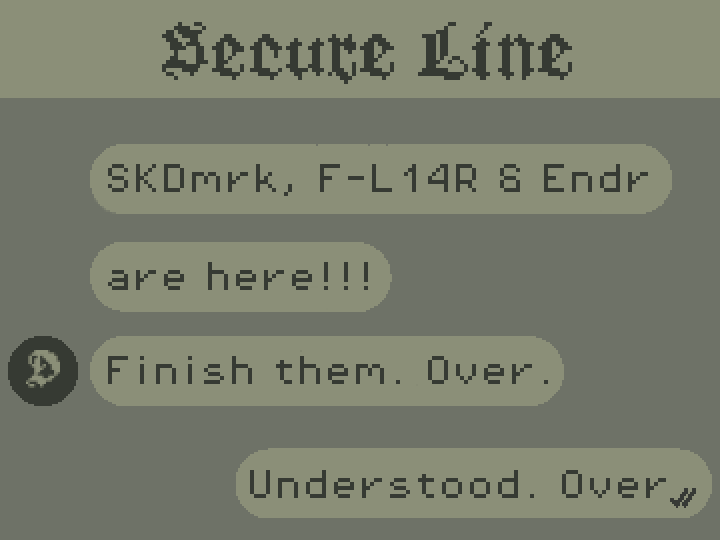 Secure Line
SKDmrk, F-L14R & Endr
are here!!!
D
Finish them. Over.
Understood. Over